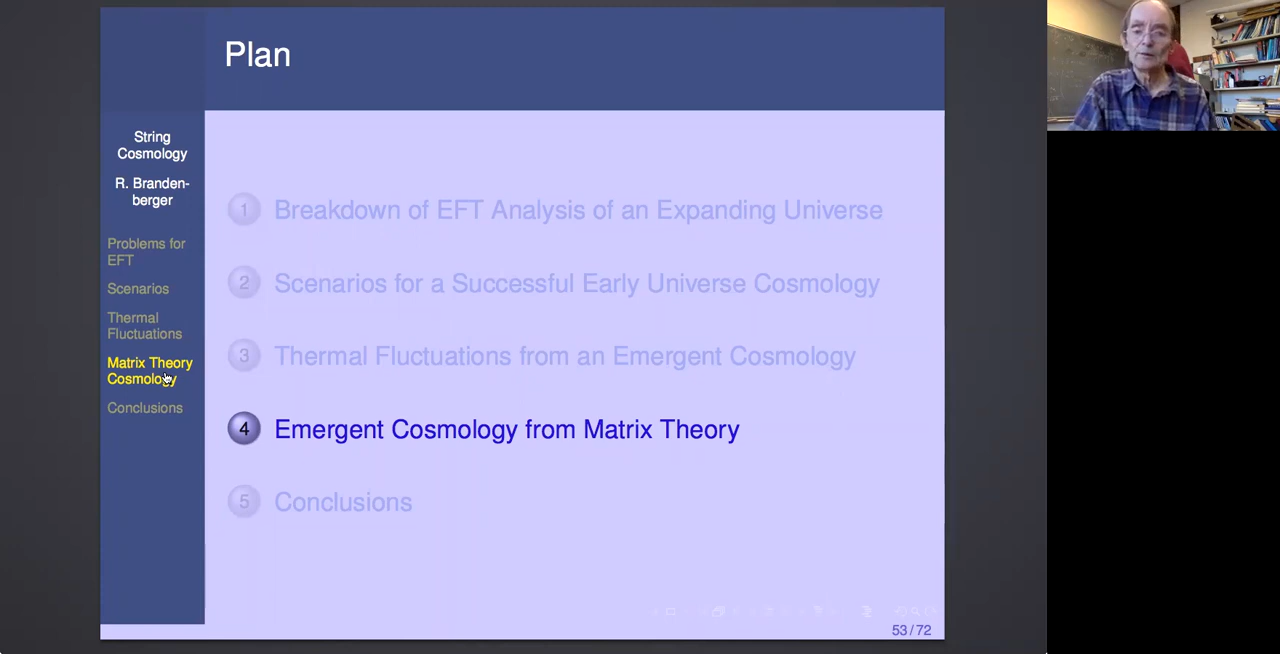 Plan
String
Cosmology
R. Branden-
berger
Problems for
EFT
Scenarios
Thermal
Fluctuations
Matrix Theory
Cosmology
Conclusions
1 Breakdown of EFT Analysis of an Expanding Universe
2 Scenarios for a Successful Early Universe Cosmology
3 Thermal Fluctuations from an Emergent Cosmology
4 Emergent Cosmology from Matrix Theory
5 Conclusions
53/72